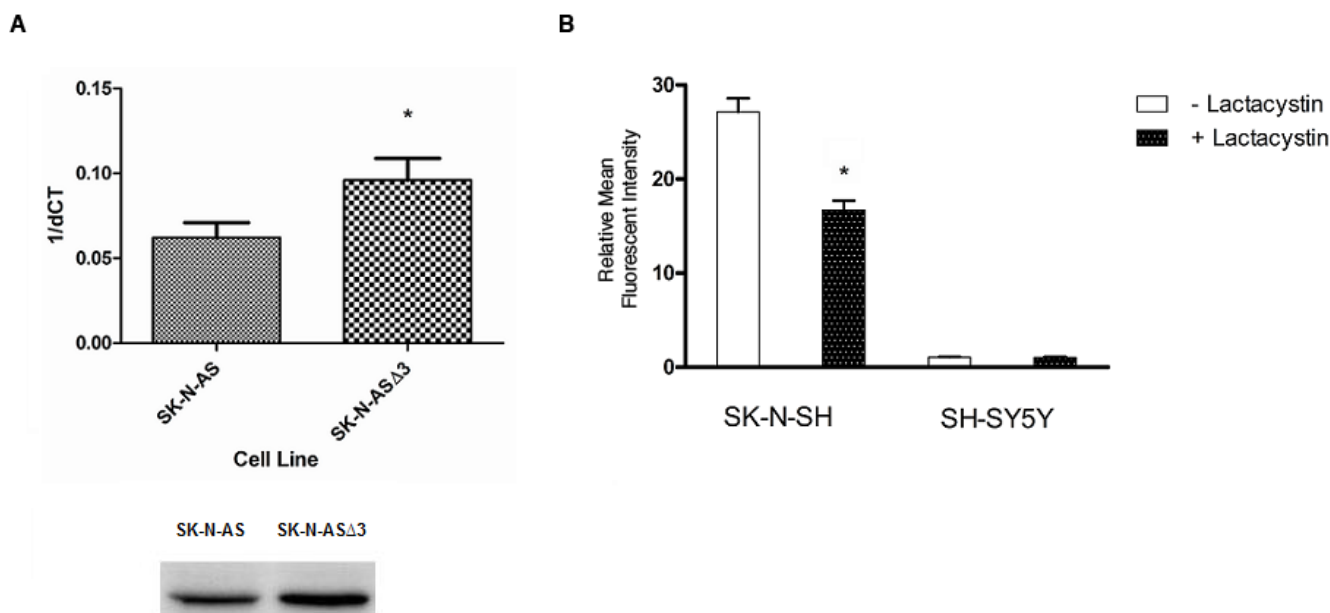 A
0.15
0.10
0.05
0.00
1/dCT
*
SK-N-AS
SK-N-ASΔ3
Cell Line
SK-N-AS SK-N-ASΔ3
B
30
20
10
0
Relative Mean
Fluorescent Intensity
*
SK-N-SH SH-SY5Y
- Lactacystin
+ Lactacystin